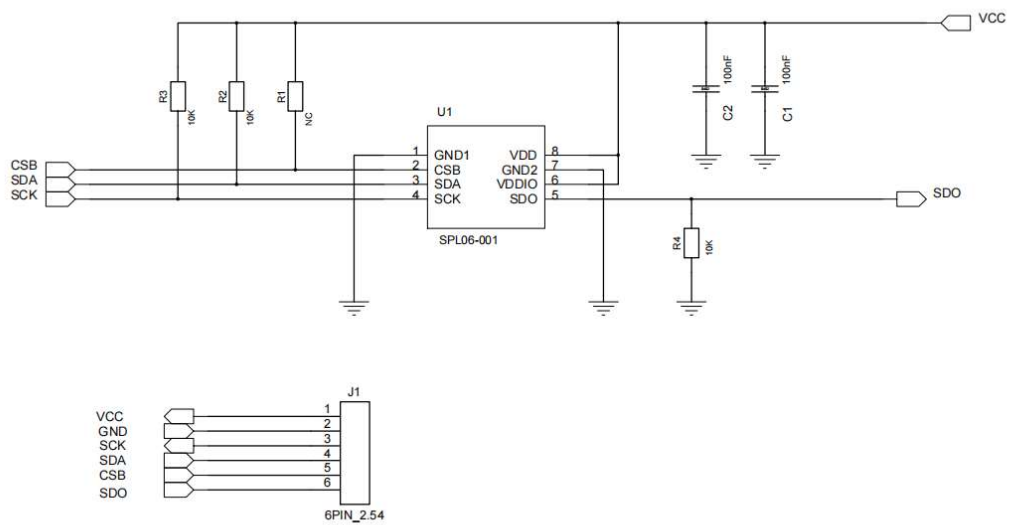 VCC
R3
10K
R2
10K
R1
NC
C2
100nF
C1
100nF
U1
CSB
SDA
SCK
1 GND1 VDD 8
2 CSB GND2 7
3 SDA VDDIO 6
4 SCK SDO 5
SPL06-001
SDO
R4
10K
J1
VCC 1
GND 2
SCK 3
SDA 4
CSB 5
SDO 6
6PIN_2.54